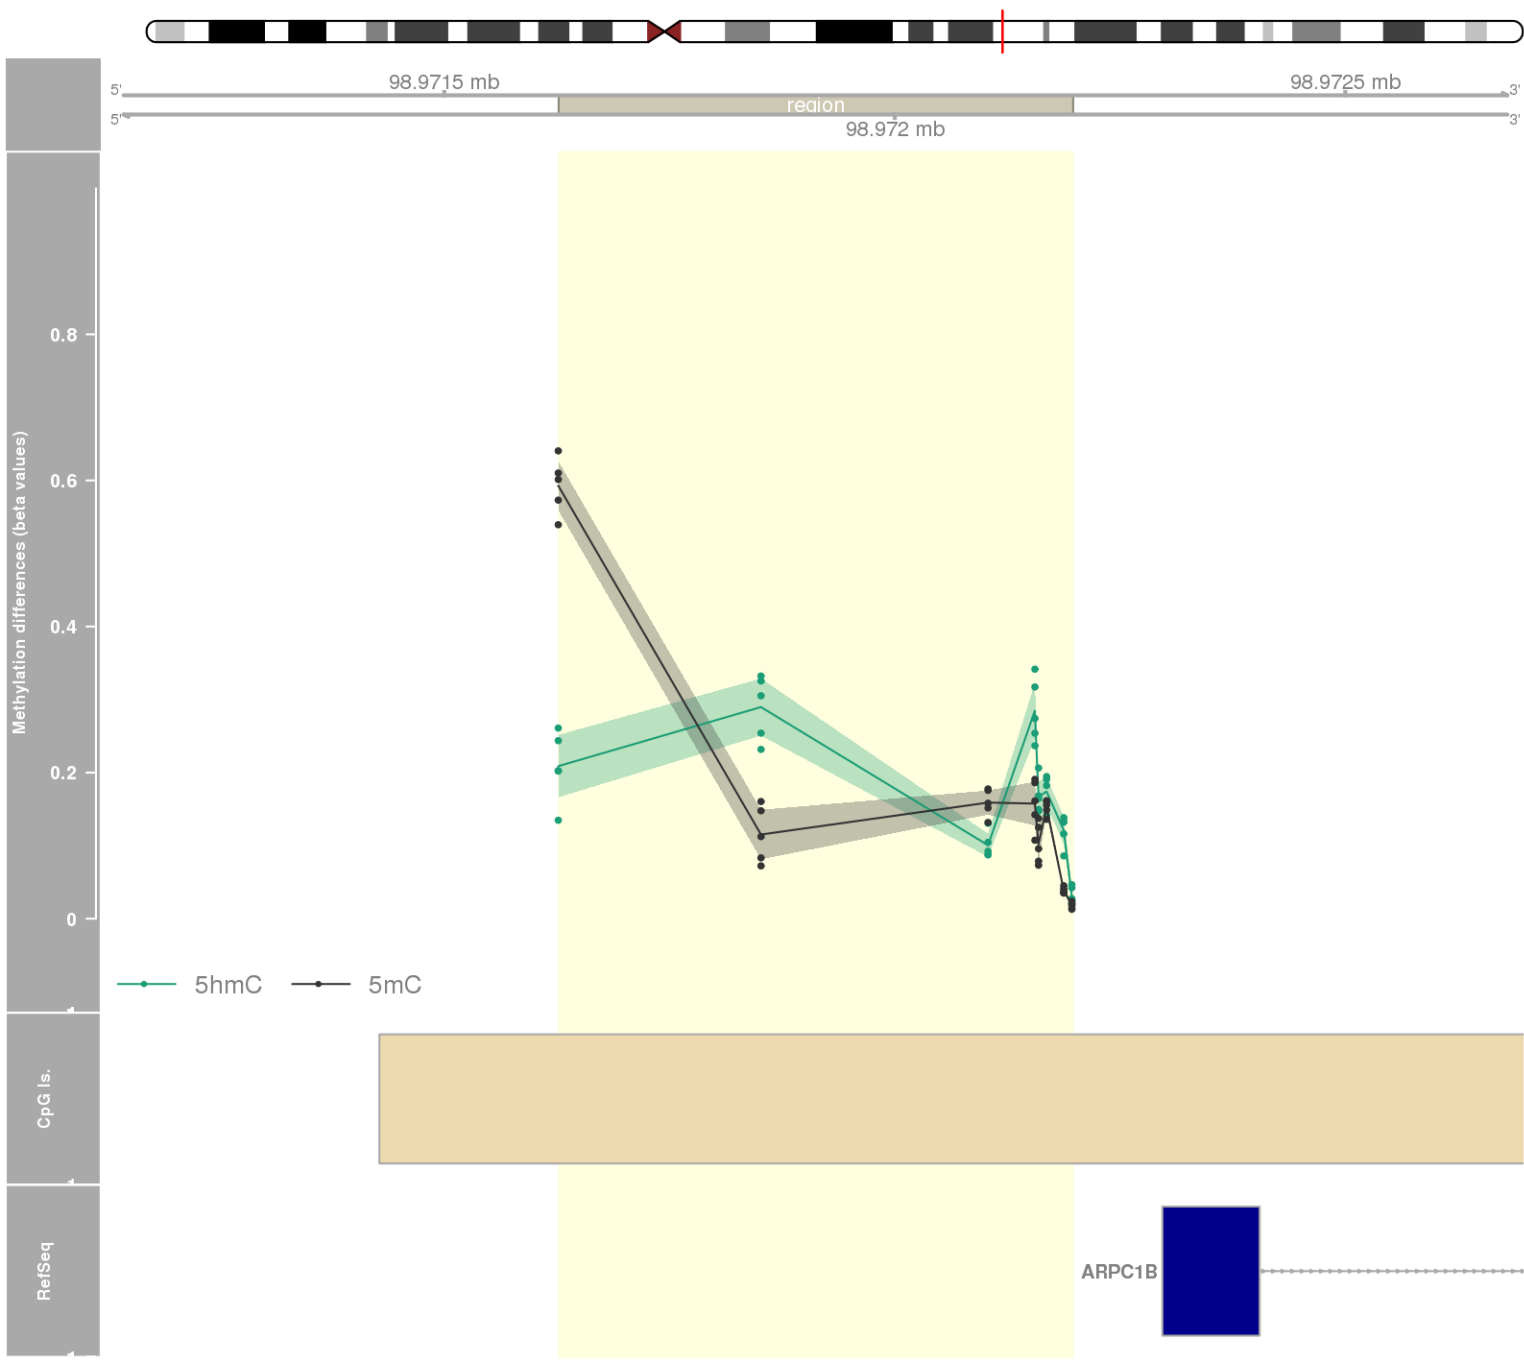 98.9715 mb
98.9725 mb
5'
3'
region
5'
3'
98.972 mb
Methylation differences (beta values)
0.8
0.6
0.4
0.2
0
5hmC
5mC
CpG Is.
RefSeq
ARPC1B